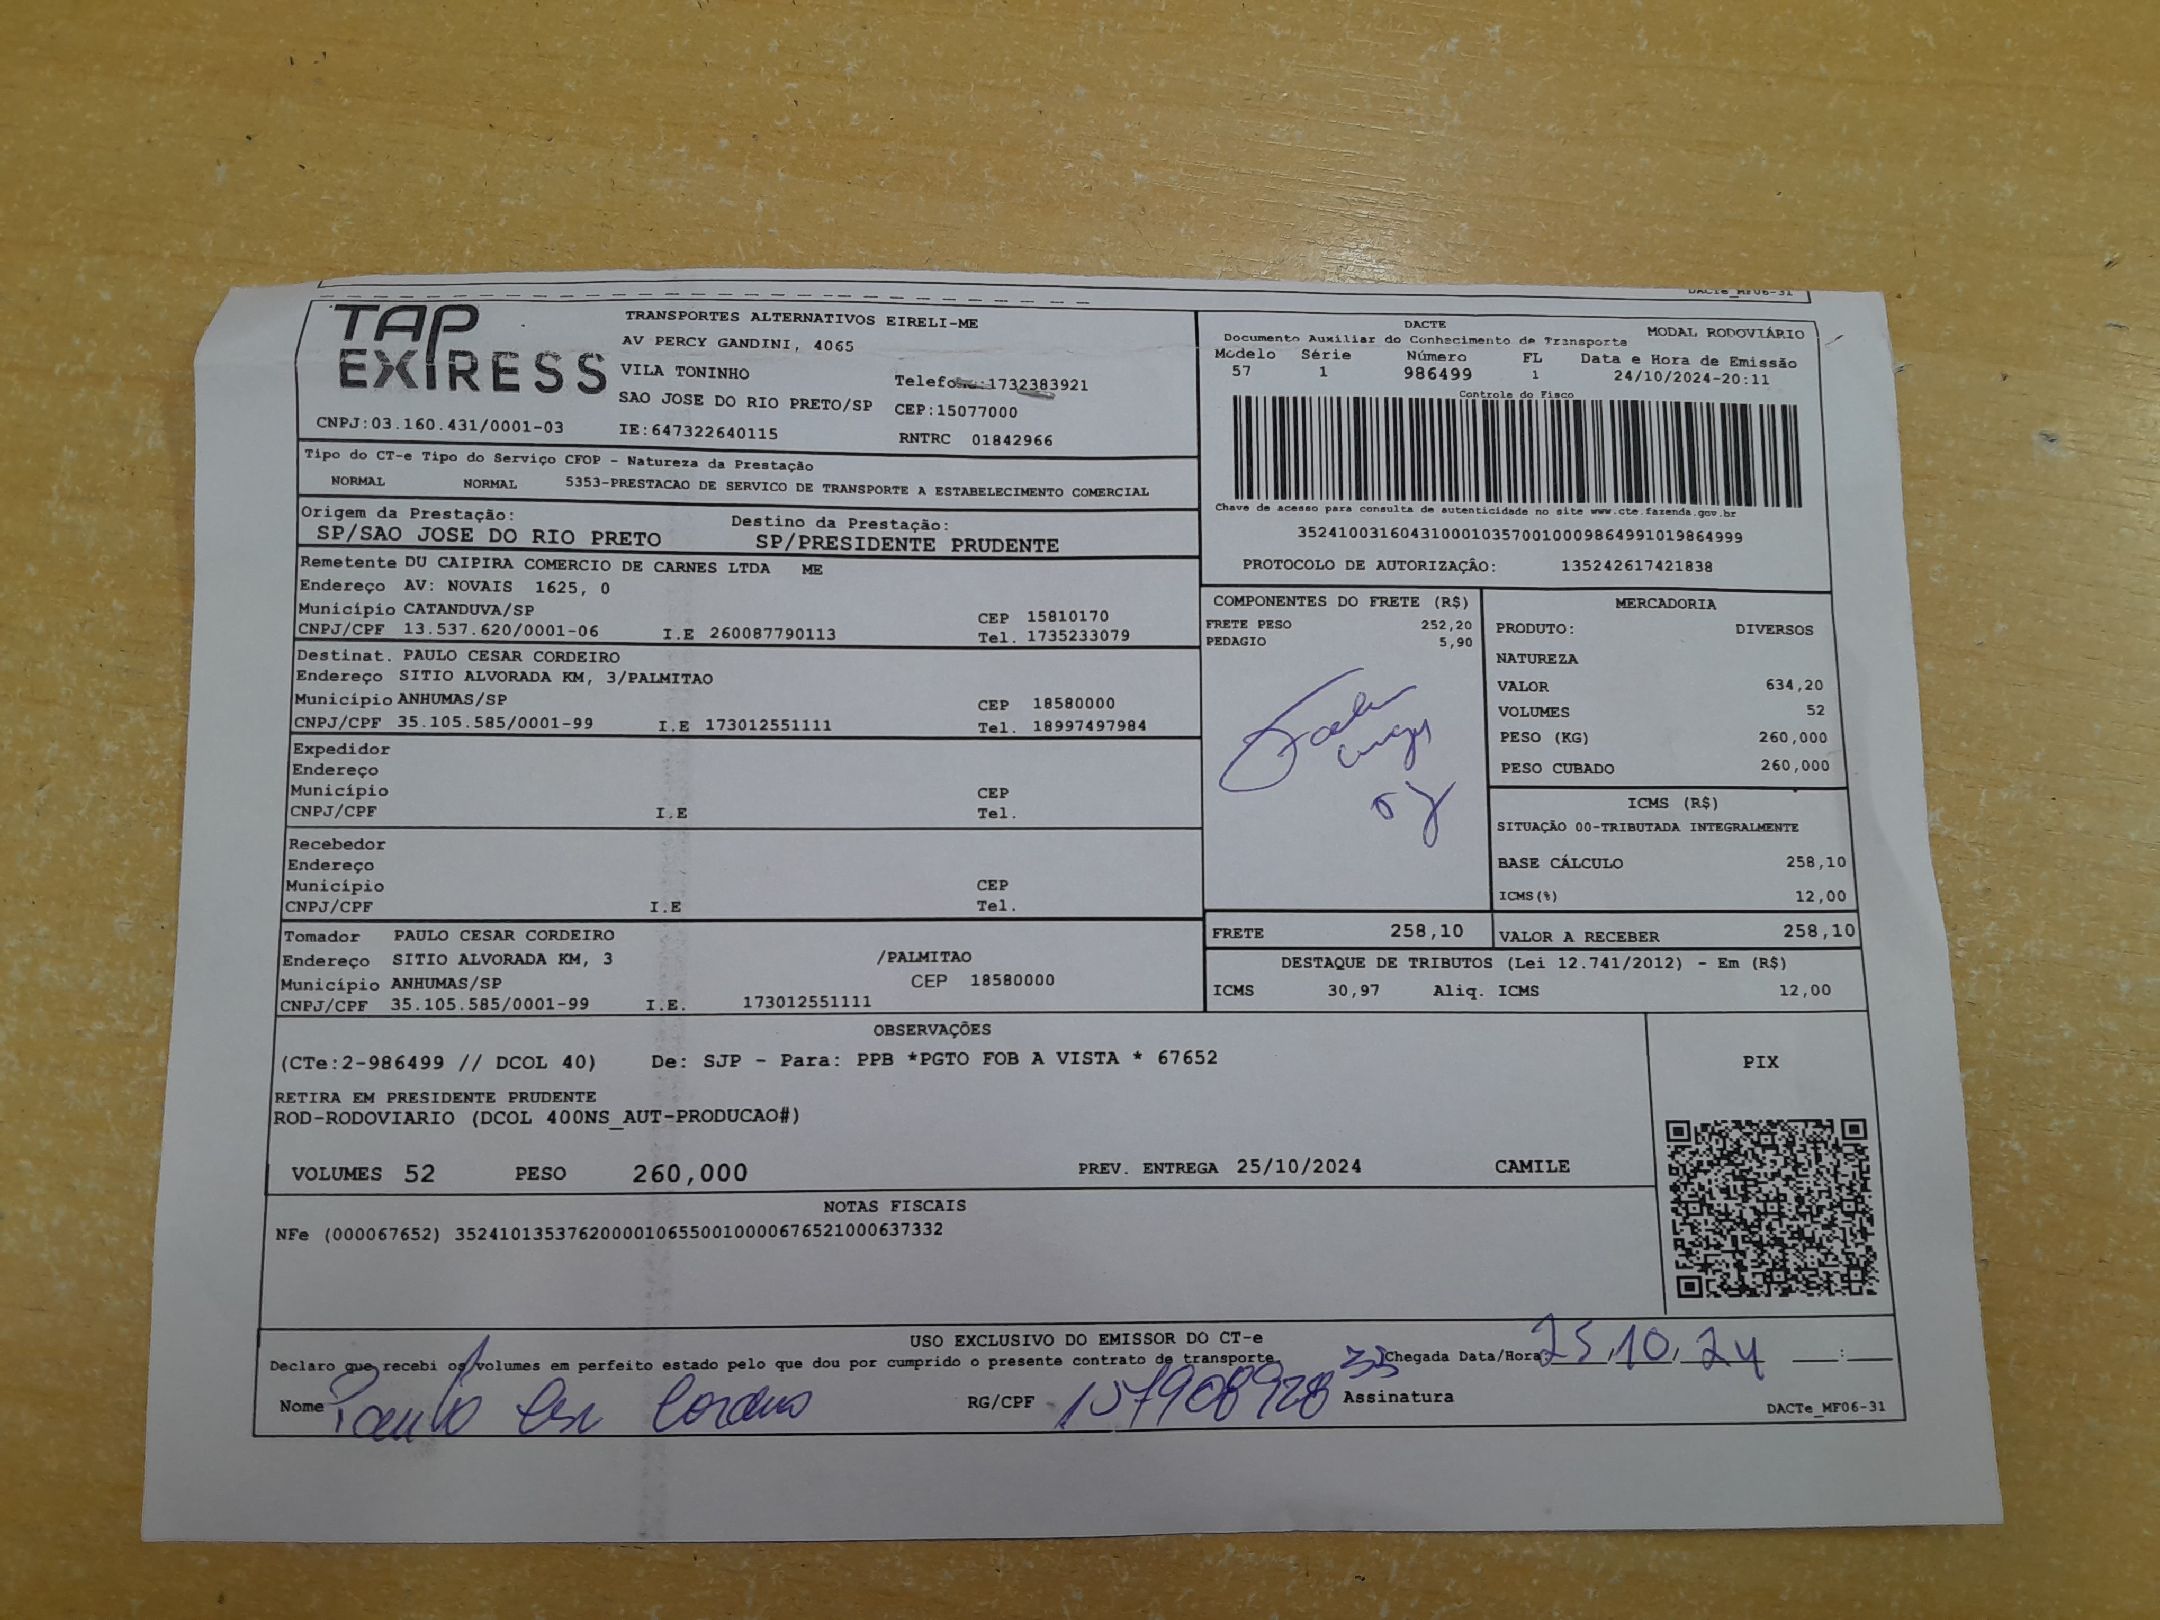 DACTe_MF06-31
TAP
EXPRESS
TRANSPORTES ALTERNATIVOS EIRELI-ME
AV PERCY GANDINI, 4065
VILA TONINHO
Telefone:1732383921
SAO JOSE DO RIO PRETO/SP CEP:15077000
CNPJ:03.160.431/0001-03 IE:647322640115 RNTRC 01842966
DACTE
MODAL RODOVIÁRIO
Documento Auxiliar do Conhecimento de Transporte
Modelo Série Número FL Data e Hora de Emissão
57 1 986499 1 24/10/2024-20:11
Controle do Fisco
Chave de acesso para consulta de autenticidade no site www.cte.fazenda.gov.br
35241003160431000103570010009864991019864999
PROTOCOLO DE AUTORIZAÇÃO: 135242617421838
Tipo do CT-e Tipo do Serviço CFOP - Natureza da Prestação
NORMAL NORMAL 5353-PRESTACAO DE SERVICO DE TRANSPORTE A ESTABELECIMENTO COMERCIAL
Origem da Prestação: Destino da Prestação:
SP/SAO JOSE DO RIO PRETO SP/PRESIDENTE PRUDENTE
Remetente DU CAIPIRA COMERCIO DE CARNES LTDA ME
Endereço AV: NOVAIS 1625, 0
Município CATANDUVA/SP CEP 15810170
CNPJ/CPF 13.537.620/0001-06 I.E 260087790113 Tel. 1735233079
Destinat. PAULO CESAR CORDEIRO
Endereço SITIO ALVORADA KM, 3/PALMITAO
Município ANHUMAS/SP CEP 18580000
CNPJ/CPF 35.105.585/0001-99 I.E 173012551111 Tel. 18997497984
Expedidor
Endereço
Município CEP
CNPJ/CPF I.E Tel.
Recebedor
Endereço
Município CEP
CNPJ/CPF I.E Tel.
Tomador PAULO CESAR CORDEIRO
Endereço SITIO ALVORADA KM, 3 /PALMITAO
Município ANHUMAS/SP CEP 18580000
CNPJ/CPF 35.105.585/0001-99 I.E. 173012551111
COMPONENTES DO FRETE (R$)
FRETE PESO 252,20
PEDAGIO 5,90
MERCADORIA
PRODUTO: DIVERSOS
NATUREZA
VALOR 634,20
VOLUMES 52
PESO (KG) 260,000
PESO CUBADO 260,000
ICMS (R$)
SITUAÇÃO 00-TRIBUTADA INTEGRALMENTE
BASE CÁLCULO 258,10
ICMS(%) 12,00
FRETE 258,10 VALOR A RECEBER 258,10
DESTAQUE DE TRIBUTOS (Lei 12.741/2012) - Em (R$)
ICMS 30,97 Aliq. ICMS 12,00
OBSERVAÇÕES
(CTe:2-986499 // DCOL 40) De: SJP - Para: PPB *PGTO FOB A VISTA * 67652
RETIRA EM PRESIDENTE PRUDENTE
ROD-RODOVIARIO (DCOL 400NS_AUT-PRODUCAO#)
VOLUMES 52 PESO 260,000 PREV. ENTREGA 25/10/2024 CAMILE
PIX
NOTAS FISCAIS
NFe (000067652) 35241013537620000106550010000676521000637332
USO EXCLUSIVO DO EMISSOR DO CT-e
Declaro que recebi os volumes em perfeito estado pelo que dou por cumprido o presente contrato de transporte. Chegada Data/Hora 25,10,24 :
Nome Paulo RG/CPF 157908928 33 Assinatura
DACTe_MF06-31